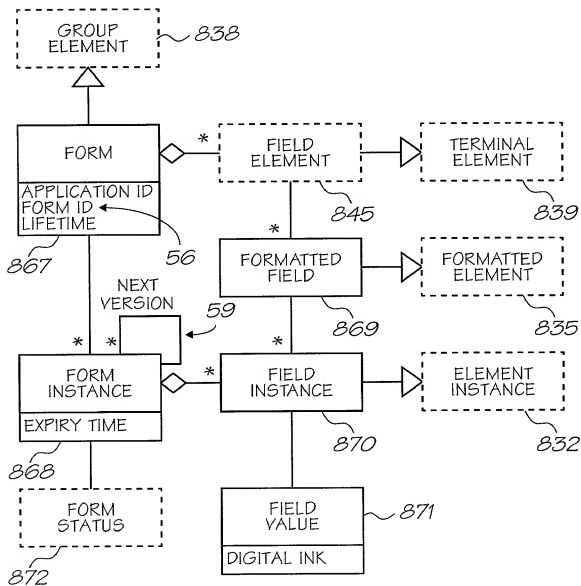 GROUP
ELEMENT
838
FORM
*
FIELD
ELEMENT
TERMINAL
ELEMENT
APPLICATION ID
FORM ID
LIFETIME
867
56
845
839
*
FORMATTED
FIELD
FORMATTED
ELEMENT
869
835
NEXT
VERSION
59
*
*
*
FORM
INSTANCE
*
FIELD
INSTANCE
ELEMENT
INSTANCE
EXPIRY TIME
868
870
832
FORM
STATUS
872
FIELD
VALUE
871
DIGITAL INK